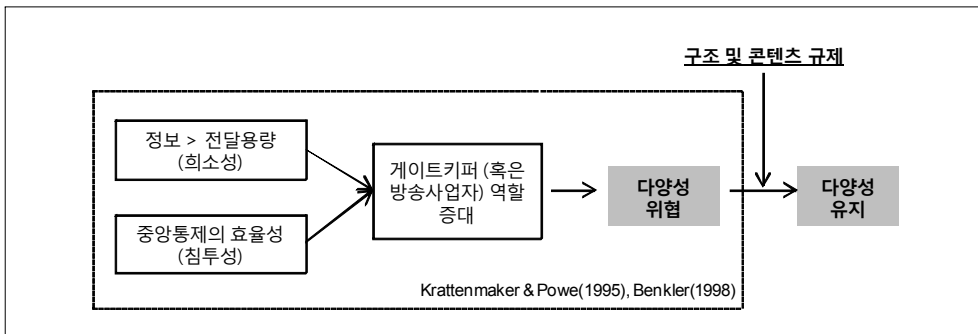 구조 및 콘텐츠 규제
정보 > 전달용량
(희소성)
중앙통제의 효율성
(침투성)
게이트키퍼 (혹은
방송사업자) 역할
증대
다양성
위협
다양성
유지
Krattenmaker & Powe(1995), Benkler(1998)